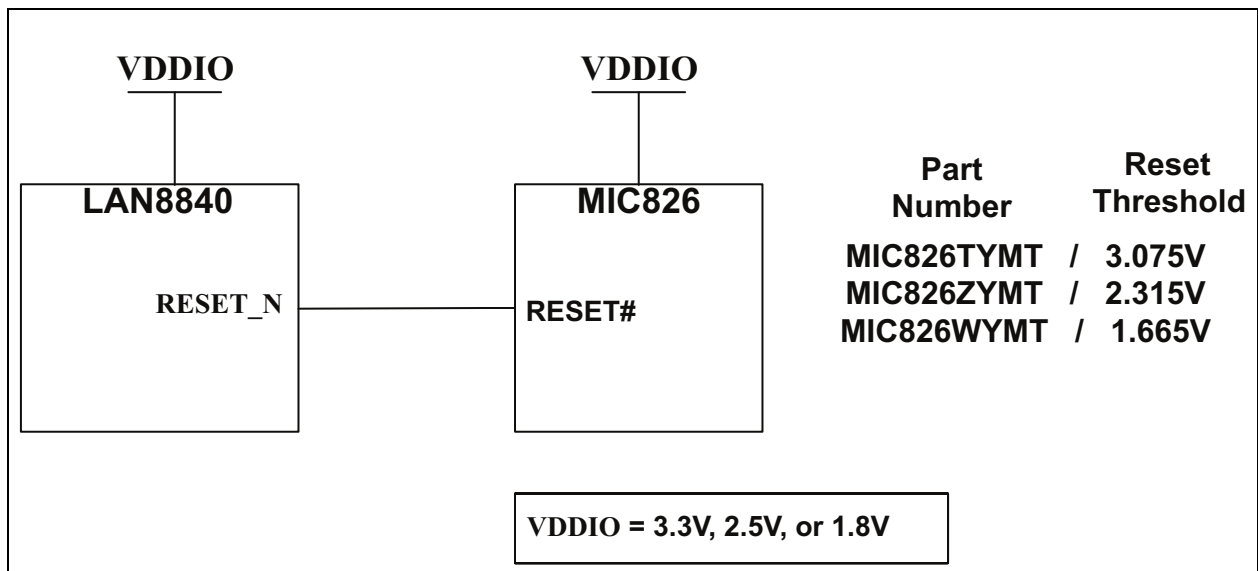 VDDIO
VDDIO
LAN8840
MIC826
RESET_N
RESET#
Part
Number
Reset
Threshold
MIC826TYMT / 3.075V
MIC826ZYMT / 2.315V
MIC826WYMT / 1.665V
VDDIO = 3.3V, 2.5V, or 1.8V